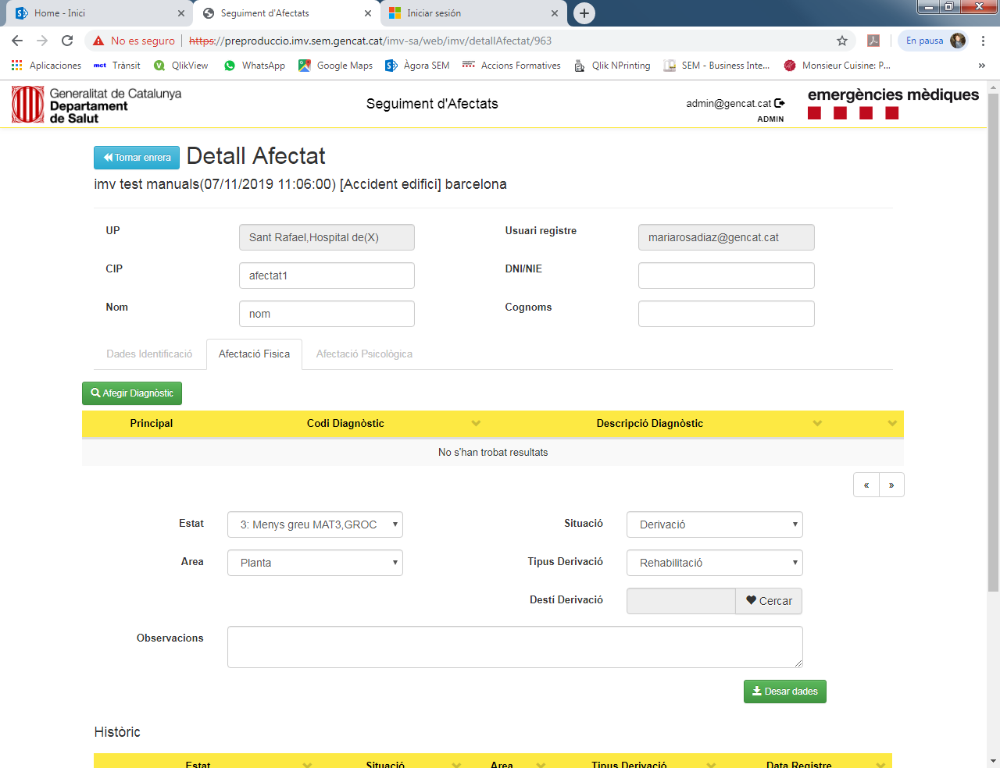 Home - Inici
Seguiment d'Afectats
Iniciar sesión
No es seguro
https://preproduccio.imv.sem.gencat.cat/imv-sa/web/imv/detallAfectat/963
En pausa
Aplicaciones
mct Trànsit
QlikView
WhatsApp
Google Maps
Àgora SEM
Accions Formatives
Qlik NPrinting
SEM - Business Inte...
Monsieur Cuisine: P...
»
Generalitat de Catalunya
Departament
de Salut
Seguiment d'Afectats
admin@gencat.cat
ADMIN
emergències mèdiques
Tornar enrera
Detall Afectat
imv test manuals(07/11/2019 11:06:00) [Accident edifici] barcelona
UP
Sant Rafael,Hospital de(X)
Usuari registre
mariarosadiaz@gencat.cat
CIP
afectat1
DNI/NIE
Nom
nom
Cognoms
Dades Identificació
Afectació Fisica
Afectació Psicològica
Afegir Diagnòstic
Principal
Codi Diagnòstic
Descripció Diagnòstic
No s'han trobat resultats
«
»
Estat
3: Menys greu MAT3,GROC
Situació
Derivació
Area
Planta
Tipus Derivació
Rehabilitació
Destí Derivació
Cercar
Observacions
Desar dades
Històric
Estat
Situació
Area
Tipus Derivació
Data Registre